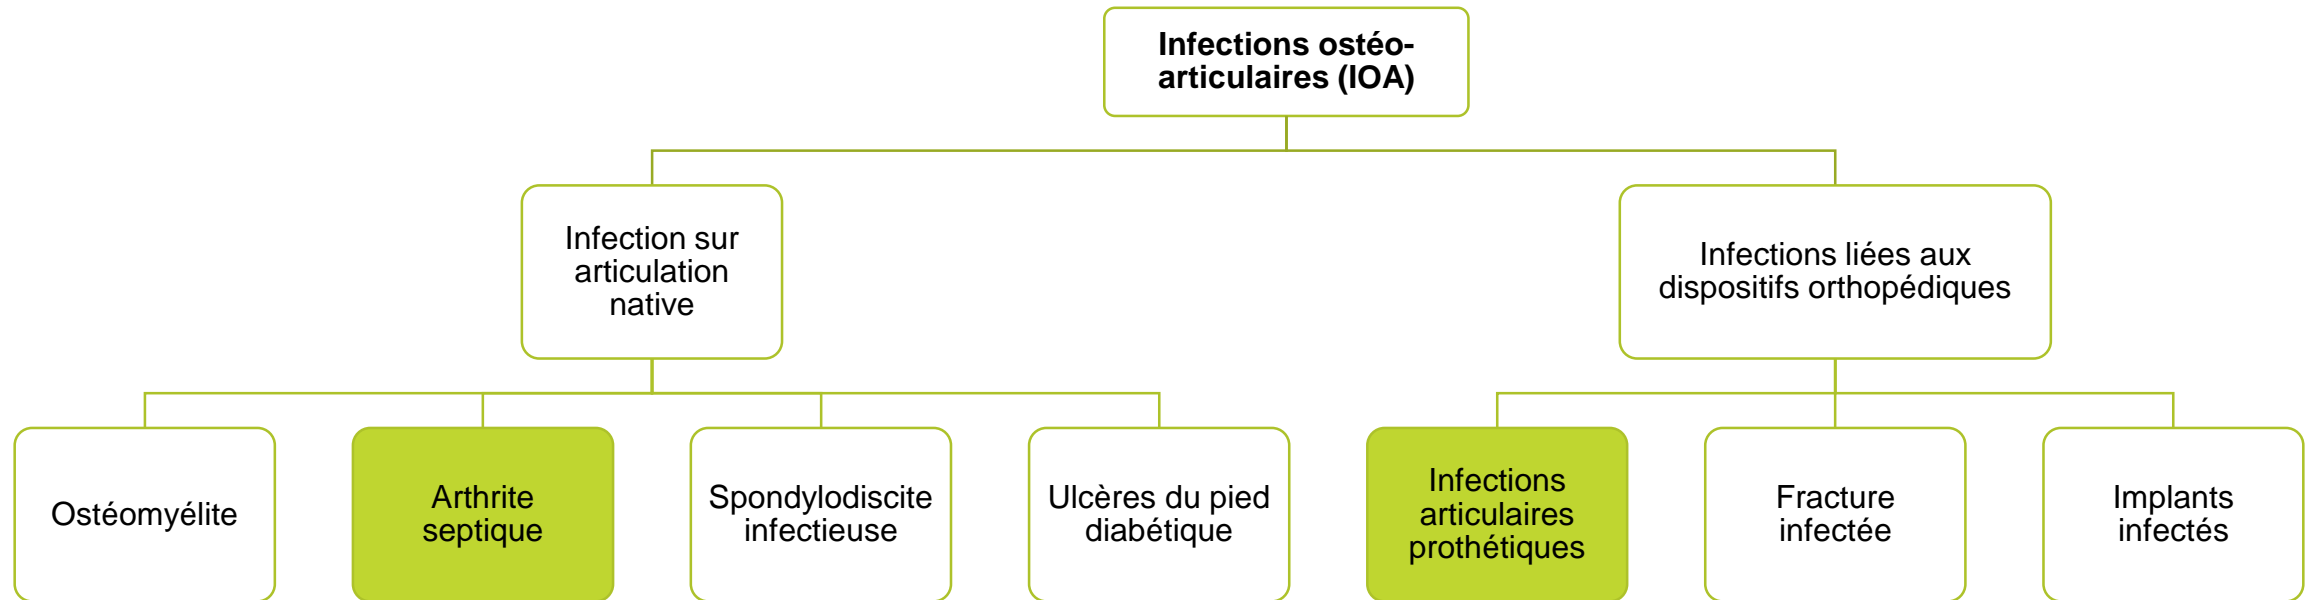 Infections ostéo-
articulaires (IOA)
Infection sur
articulation
native
Infections liées aux
dispositifs orthopédiques
Ostéomyélite
Arthrite
septique
Spondylodiscite
infectieuse
Ulcères du pied
diabétique
Infections
articulaires
prothétiques
Fracture
infectée
Implants
infectés